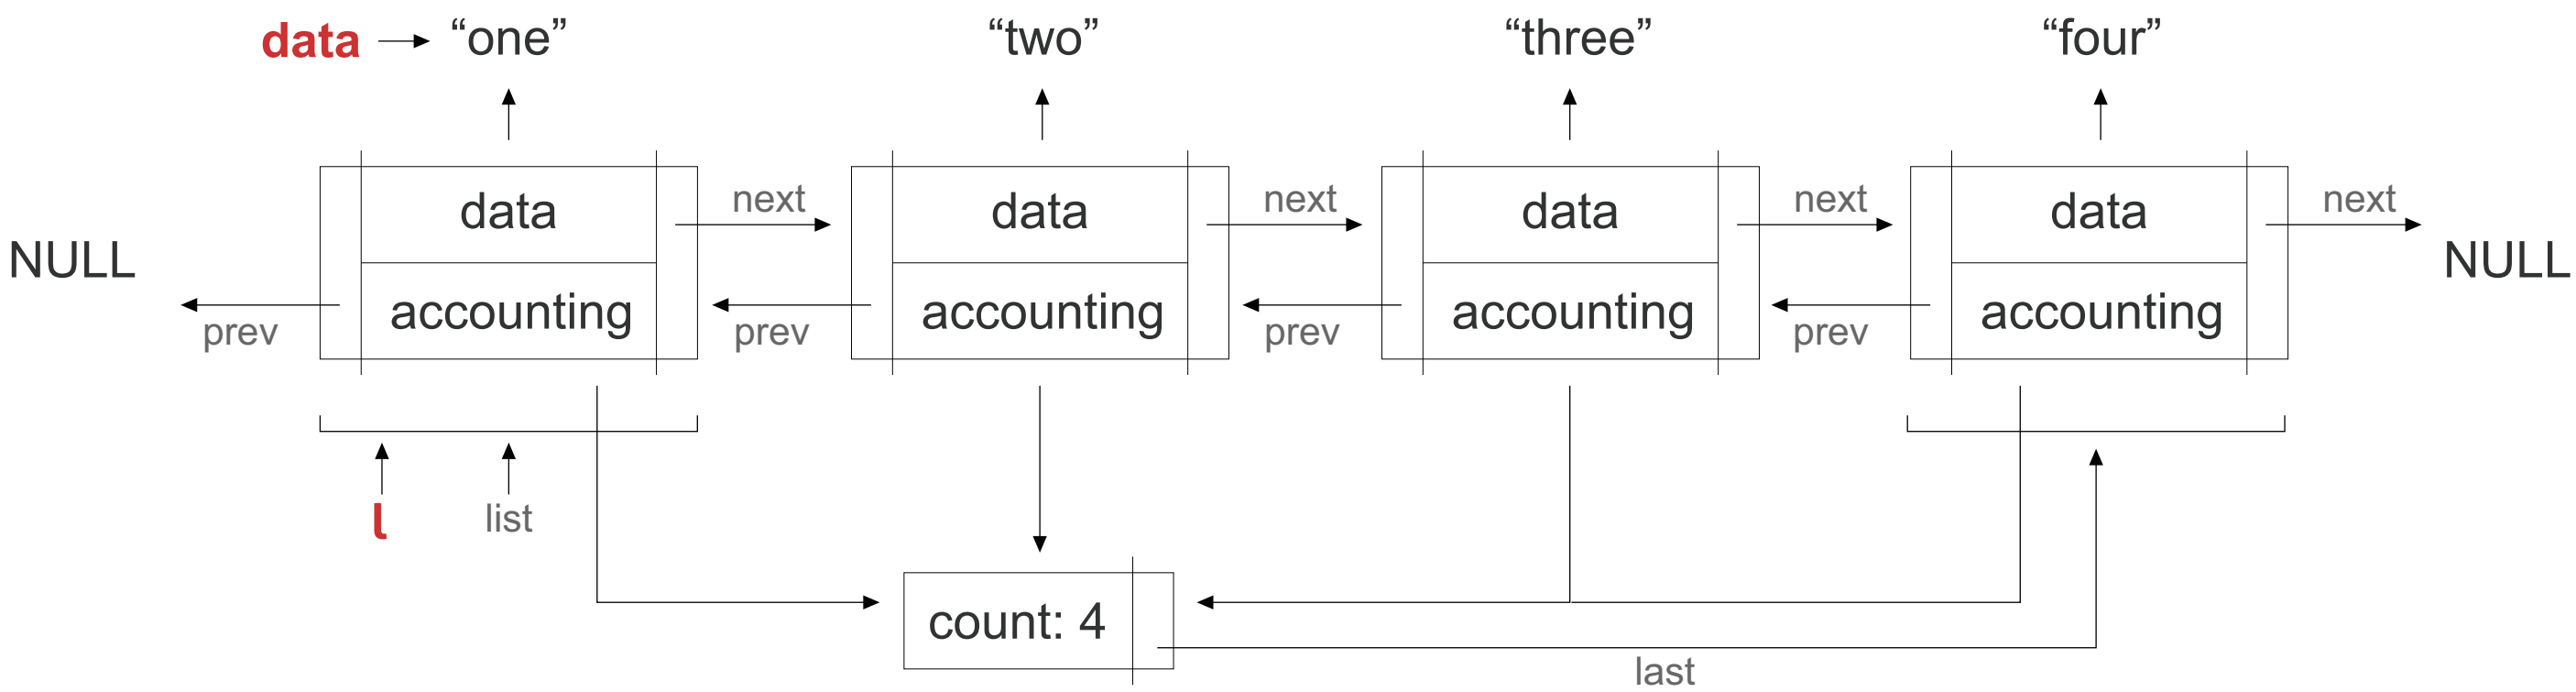 data “one” “two” “three” “four”
data next data next data next data next
NULL NULL
accounting accounting accounting accounting
prev prev prev prev
l list
count: 4
last